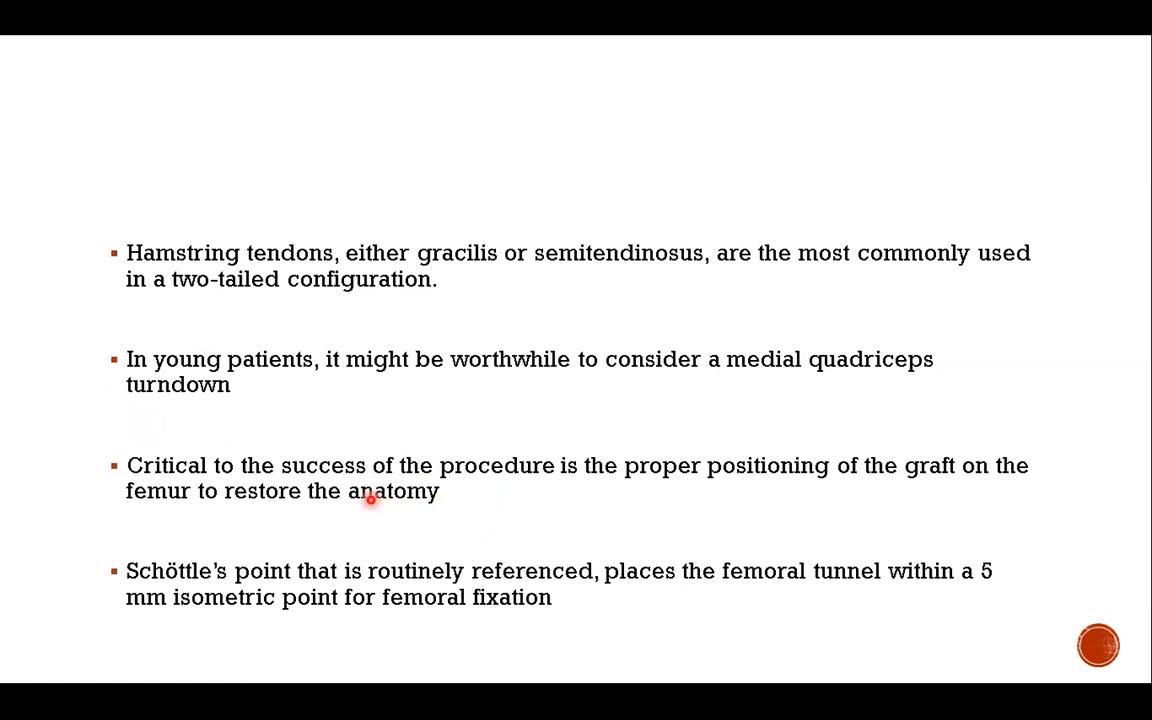 Hamstring tendons, either gracilis or semitendinosus, are the most commonly used
in a two-tailed configuration.
In young patients, it might be worthwhile to consider a medial quadriceps
turndown
Critical to the success of the procedure is the proper positioning of the graft on the
femur to restore the anatomy
Schöttle’s point that is routinely referenced, places the femoral tunnel within a 5
mm isometric point for femoral fixation